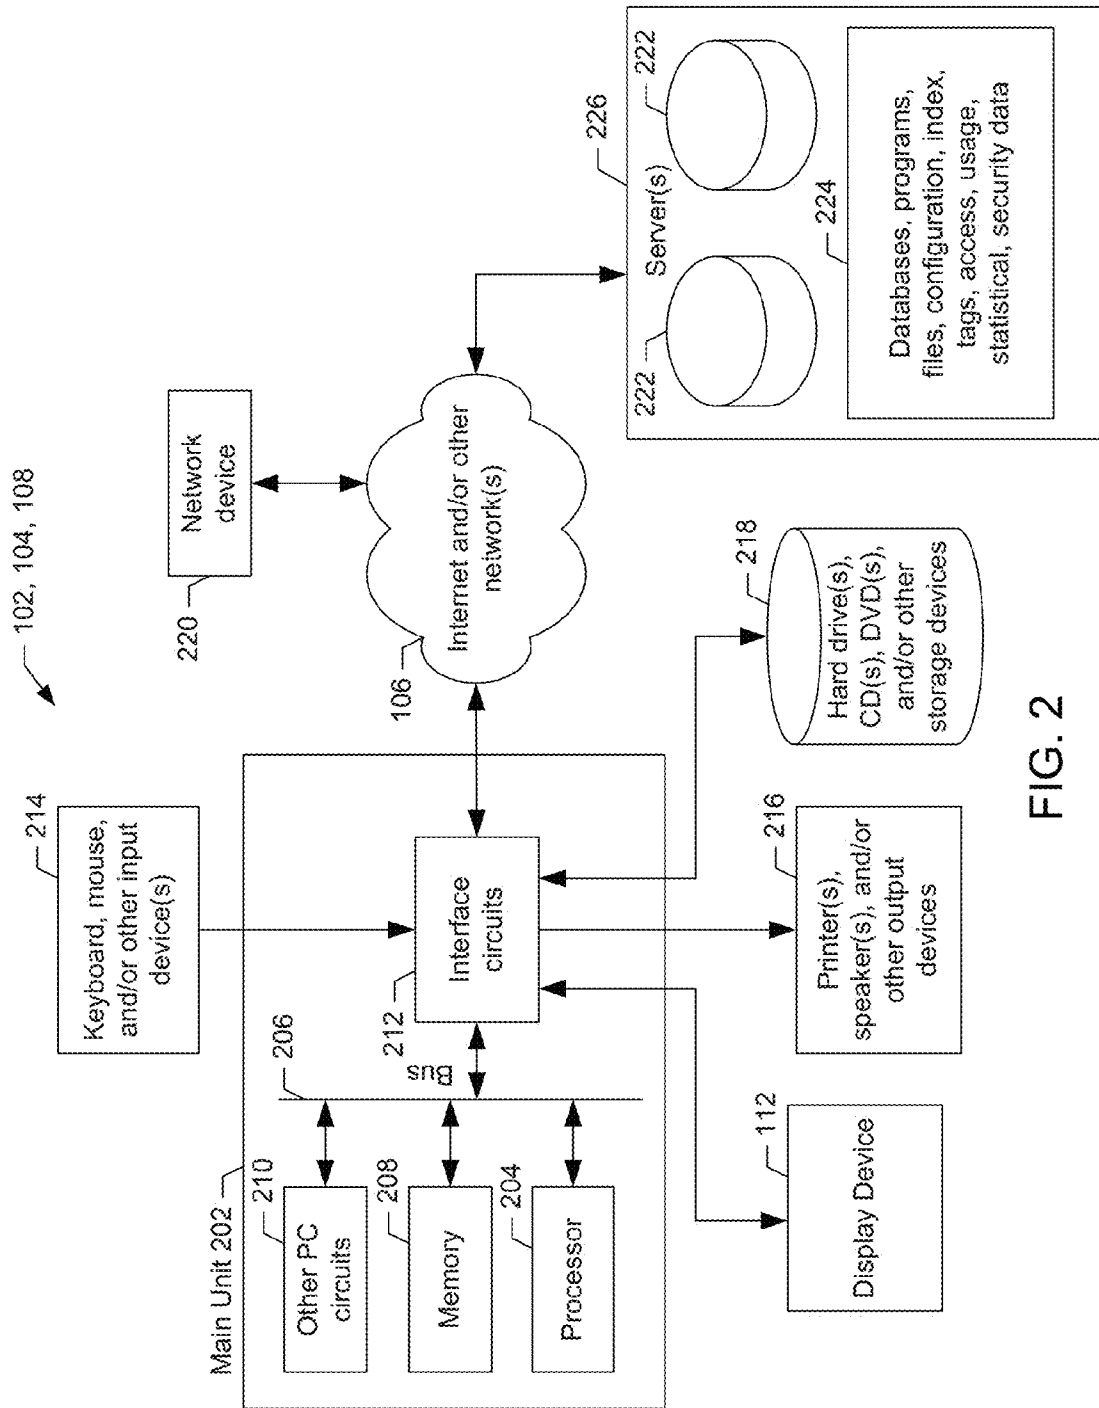 102, 104, 108
214
Keyboard, mouse,
and/or other input
device(s)
Main Unit 202
210
Other PC
circuits
206
208
Memory
Bus
212
Interface
circuits
204
Processor
220
Network
device
106
Internet and/or other
network(s)
226
Server(s)
222
222
224
Databases, programs,
files, configuration, index,
tags, access, usage,
statistical, security data
112
Display Device
216
Printer(s),
speaker(s), and/or
other output
devices
218
Hard drive(s),
CD(s), DVD(s),
and/or other
storage devices
FIG. 2